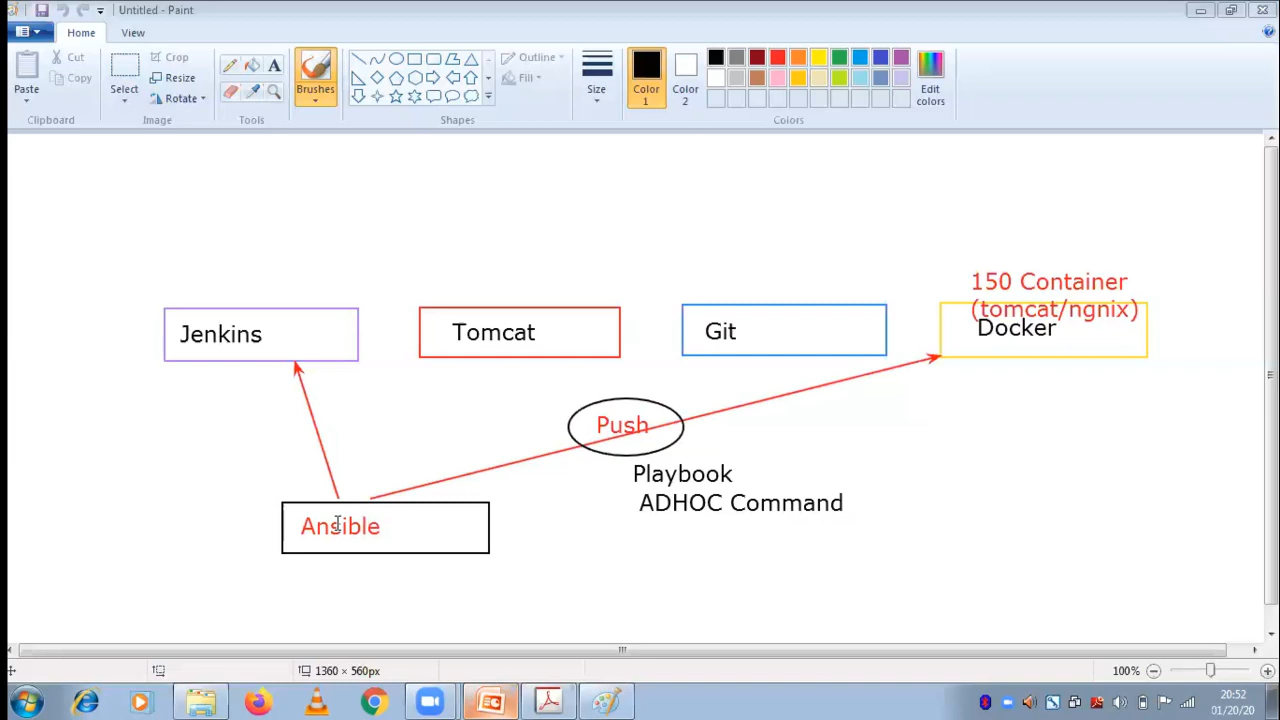 Untitled - Paint
Home
View
Paste
Cut
Copy
Clipboard
Select
Crop
Resize
Rotate
Image
Tools
Brushes
Shapes
Outline
Fill
Size
Color
1
Color
2
Edit
colors
Colors
150 Container
(tomcat/ngnix)
Jenkins
Tomcat
Git
Docker
Push
Playbook
ADHOC Command
Ansible
1360 × 560px
100%
20:52
01/20/20